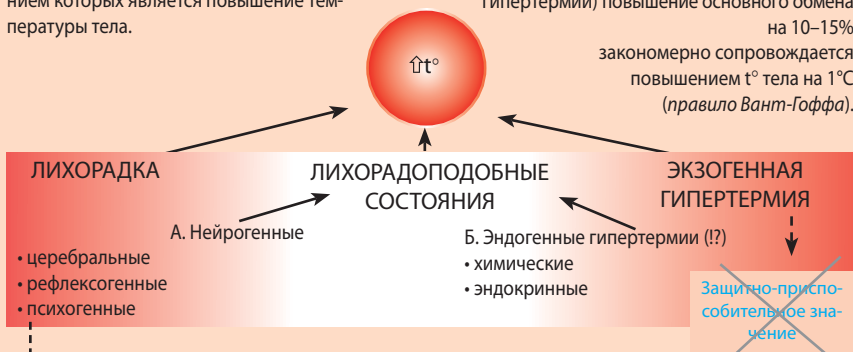 нием которых является повышение тем-
пературы тела.
гипертермии) повышение основного обмена
на 10–15%
закономерно сопровождается
повышением t° тела на 1°С
(правило Вант-Гоффа).
⇧t°
ЛИХОРАДКА
ЛИХОРАДОПОДОБНЫЕ
СОСТОЯНИЯ
ЭКЗОГЕННАЯ
ГИПЕРТЕРМИЯ
А. Нейрогенные
• церебральные
• рефлексогенные
• психогенные
Б. Эндогенные гипертермии (!?)
• химические
• эндокринные
Защитно-приспо-
собительное зна-
чение